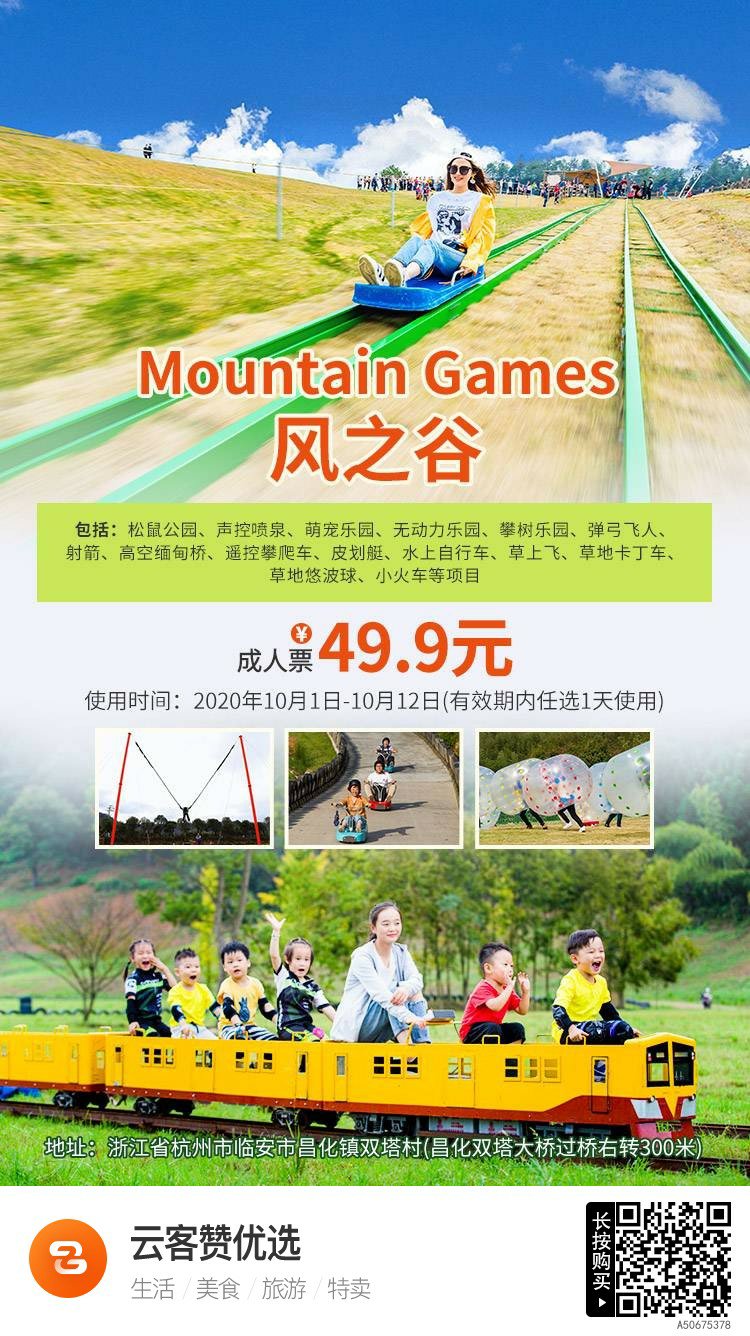 Mountain Games
风之谷
包括：松鼠公园、声控喷泉、萌宠乐园、无动力乐园、攀树乐园、弹弓飞人、
射箭、高空缅甸桥、遥控攀爬车、皮划艇、水上自行车、草上飞、草地卡丁车、
草地悠波球、小火车等项目
成人票 ¥49.9元
使用时间：2020年10月1日-10月12日(有效期内任选1天使用)
地址：浙江省杭州市临安市昌化镇双塔村(昌化双塔大桥过桥右转300米)
云客赞优选
生活/美食/旅游/特卖
长按购买
A50675378